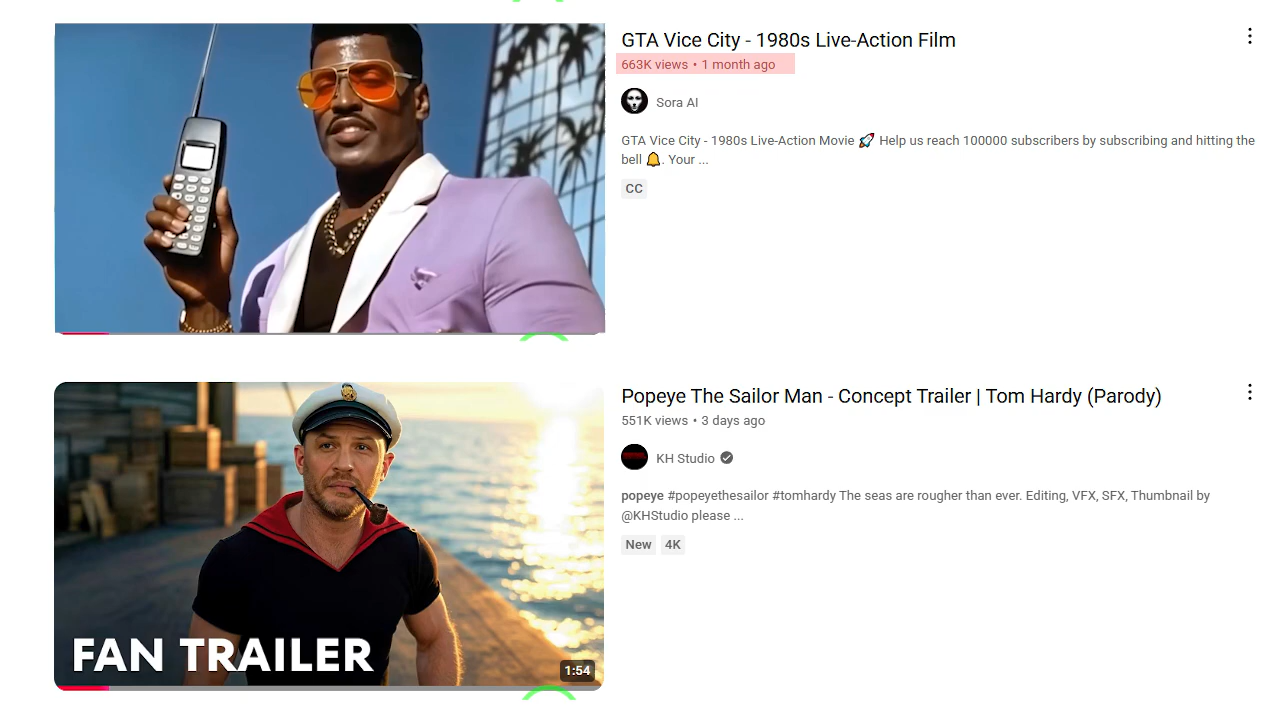 GTA Vice City - 1980s Live-Action Film
663K views • 1 month ago
Sora AI
GTA Vice City - 1980s Live-Action Movie 🚀 Help us reach 100000 subscribers by subscribing and hitting the
bell 🔔. Your ...
CC
Popeye The Sailor Man - Concept Trailer | Tom Hardy (Parody)
551K views • 3 days ago
KH Studio
popeye #popeyethesailor #tomhardy The seas are rougher than ever. Editing, VFX, SFX, Thumbnail by
@KHStudio please ...
New 4K
FAN TRAILER
1:54